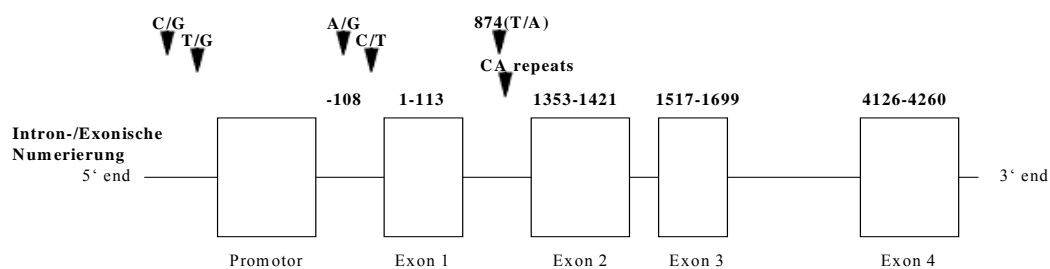 C/G A/G 874(T/A)
T/G C/T
CA repeats
-108 1-113 1353-1421 1517-1699 4126-4260
Intron-/Exonische
Numerierung
5‘ end 3‘ end
Promotor Exon 1 Exon 2 Exon 3 Exon 4